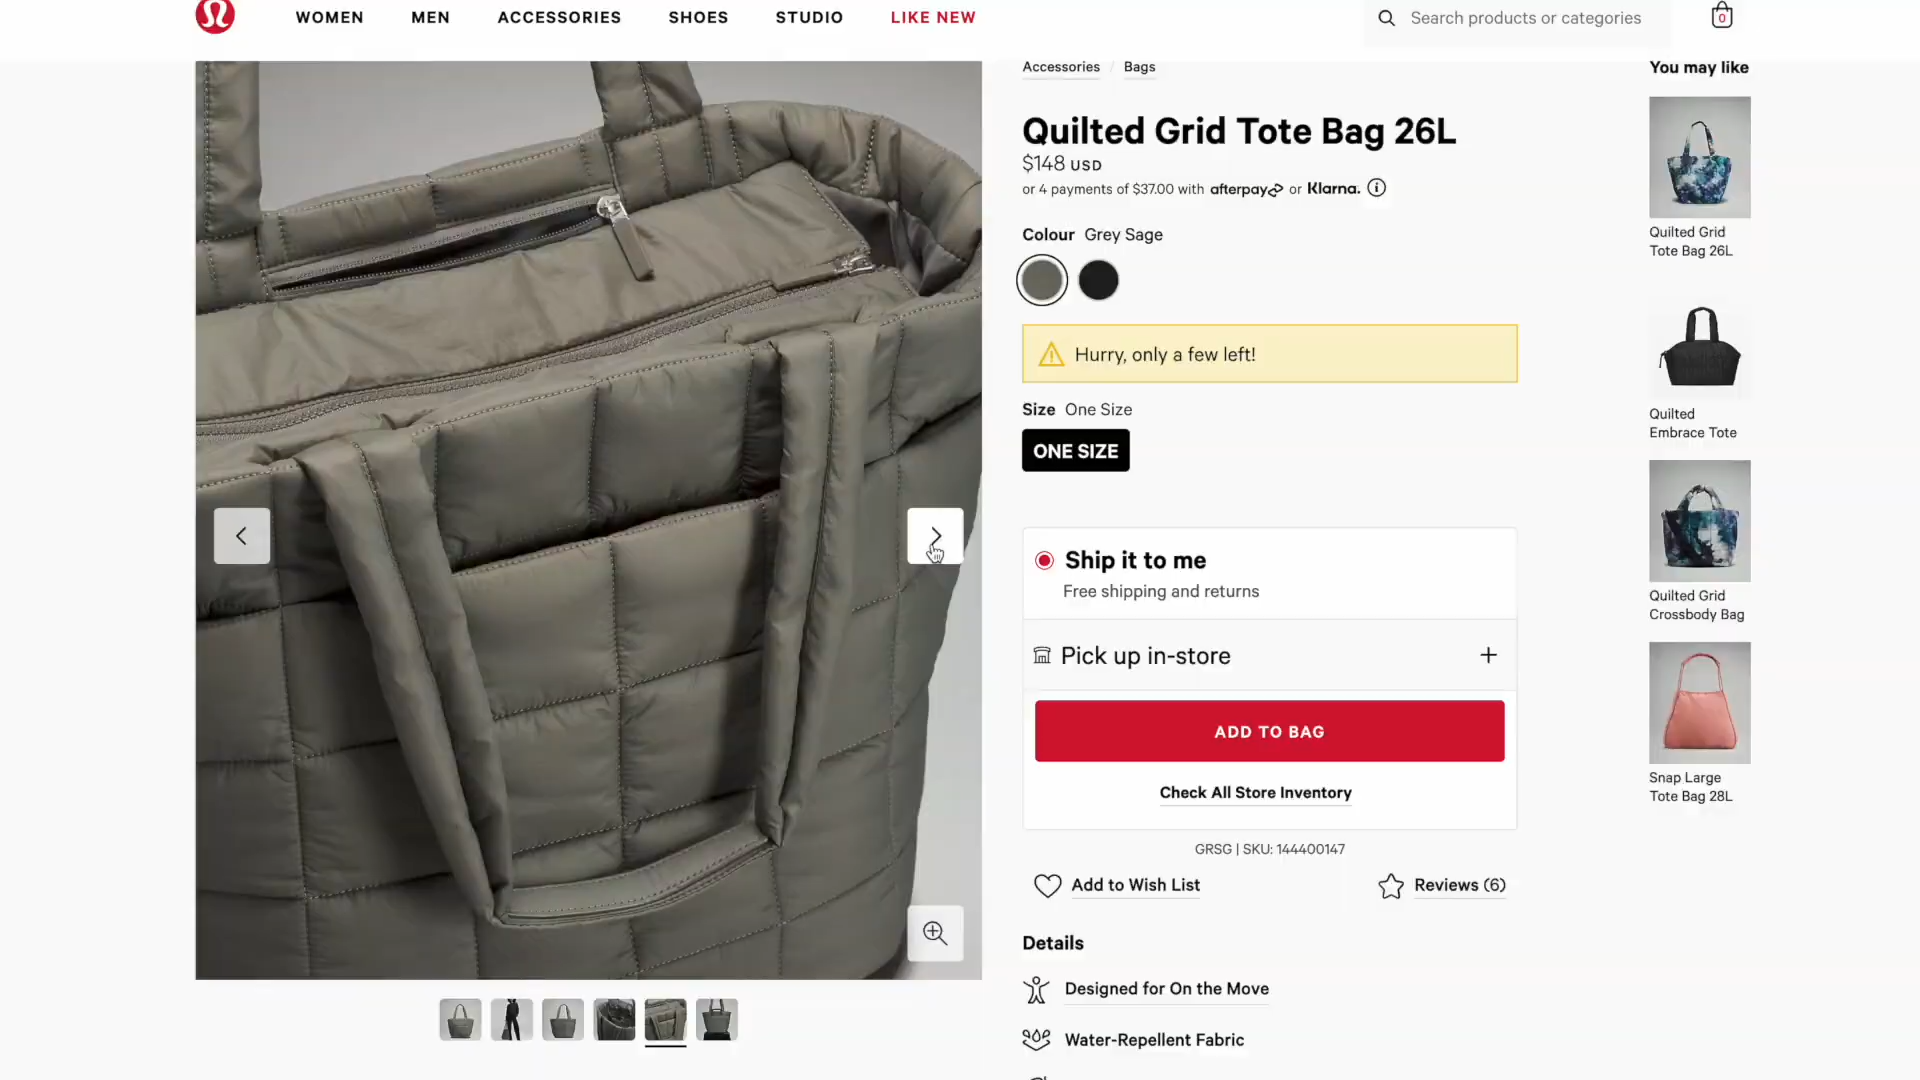 WOMEN MEN ACCESSORIES SHOES STUDIO LIKE NEW
Search products or categories
0
Accessories / Bags
Quilted Grid Tote Bag 26L
$148 USD
or 4 payments of $37.00 with afterpay or Klarna.
Colour Grey Sage
Hurry, only a few left!
Size One Size
ONE SIZE
Ship it to me
Free shipping and returns
Pick up in-store
ADD TO BAG
Check All Store Inventory
GRSG | SKU: 144400147
Add to Wish List
Reviews (6)
Details
Designed for On the Move
Water-Repellent Fabric
You may like
Quilted Grid
Tote Bag 26L
Quilted
Embrace Tote
Quilted Grid
Crossbody Bag
Snap Large
Tote Bag 28L